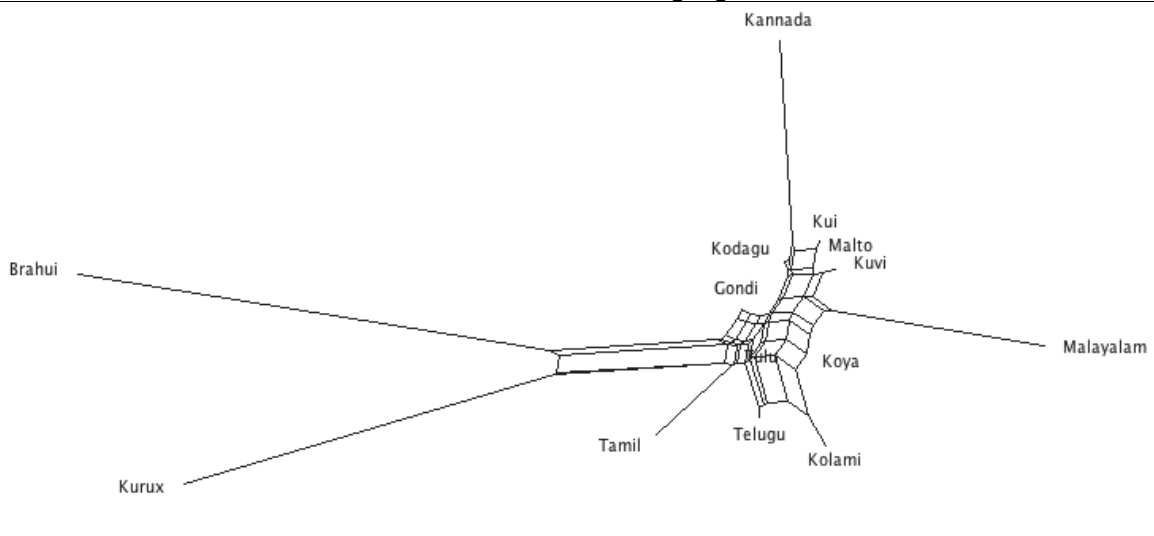 Kannada
Kui
Kodagu
Malto
Kuvi
Brahui
Gondi
Malayalam
Tulu
Koya
Telugu
Tamil
Kolami
Kurux